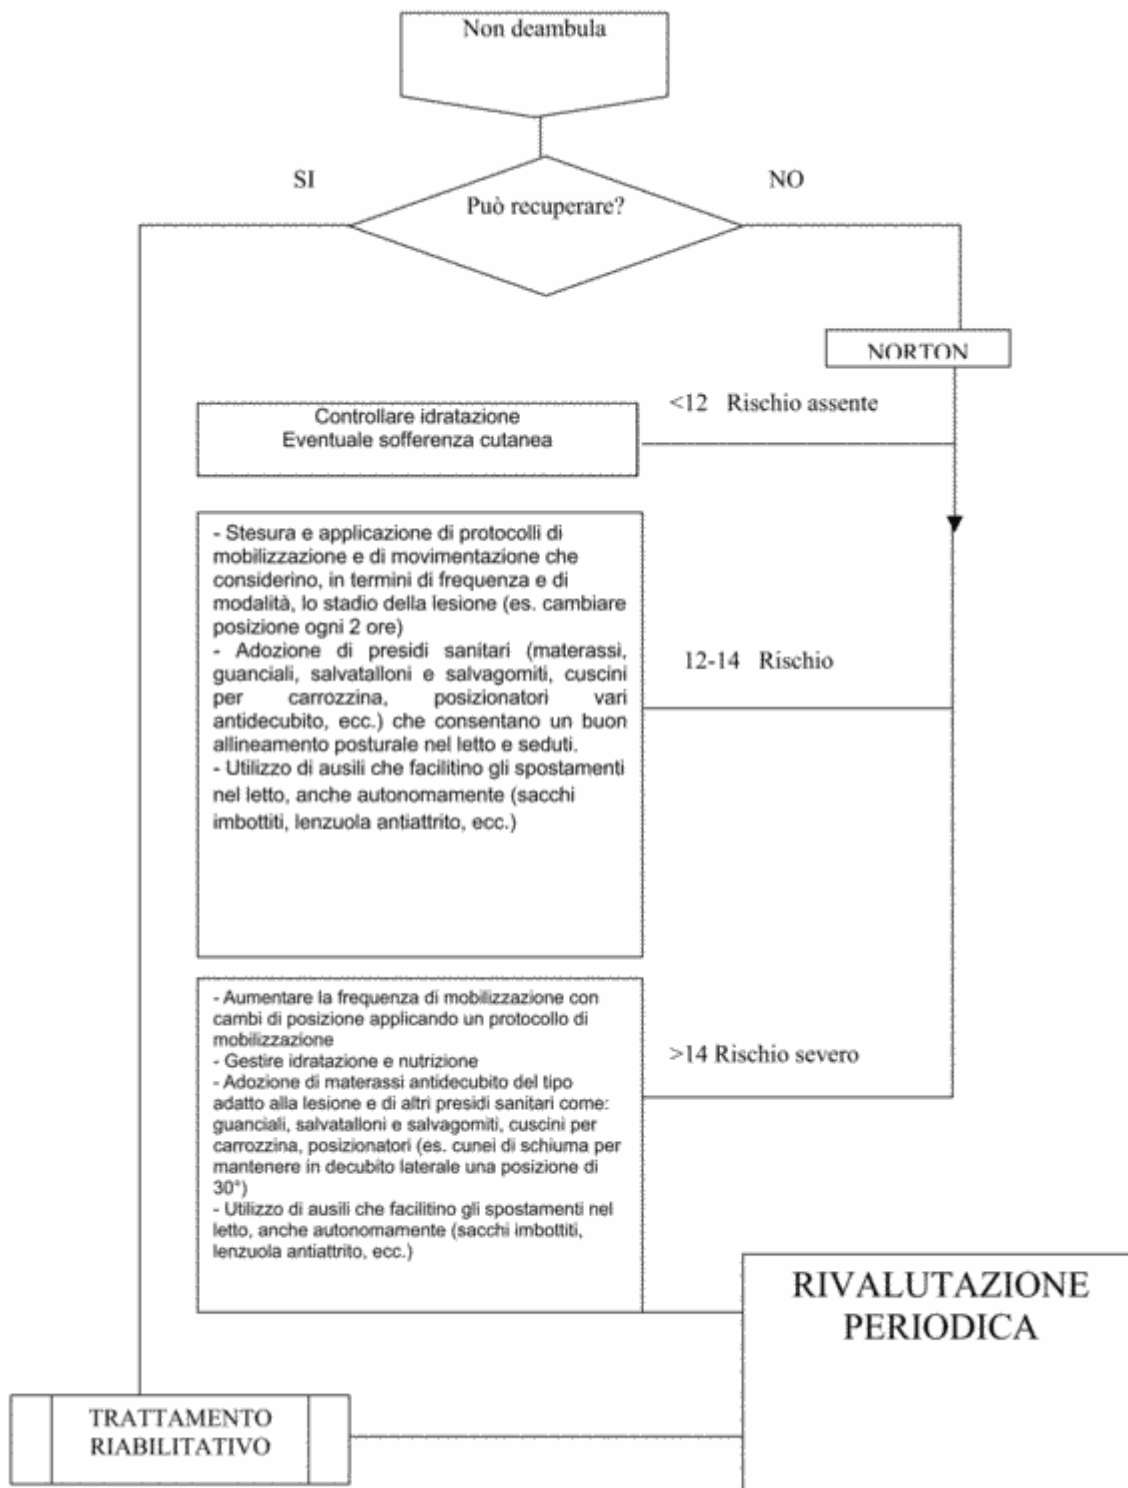 Non deambula
SI
NO
Può recuperare?
NORTON
<12 Rischio assente
Controllare idratazione
Eventuale sofferenza cutanea
- Stesura e applicazione di protocolli di
mobilizzazione e di movimentazione che
considerino, in termini di frequenza e di
modalità, lo stadio della lesione (es. cambiare
posizione ogni 2 ore)
- Adozione di presidi sanitari (materassi,
guanciali, salvatalloni e salvagomiti, cuscini
per carrozzina, posizionatori vari
antidecubito, ecc.) che consentano un buon
allineamento posturale nel letto e seduti.
- Utilizzo di ausili che facilitino gli spostamenti
nel letto, anche autonomamente (sacchi
imbottiti, lenzuola antiattrito, ecc.)
12-14 Rischio
- Aumentare la frequenza di mobilizzazione con
cambi di posizione applicando un protocollo di
mobilizzazione
- Gestire idratazione e nutrizione
- Adozione di materassi antidecubito del tipo
adatto alla lesione e di altri presidi sanitari come:
guanciali, salvatalloni e salvagomiti, cuscini per
carrozzina, posizionatori (es. cunei di schiuma per
mantenere in decubito laterale una posizione di
30°)
- Utilizzo di ausili che facilitino gli spostamenti nel
letto, anche autonomamente (sacchi imbottiti,
lenzuola antiattrito, ecc.)
>14 Rischio severo
RIVALUTAZIONE
PERIODICA
TRATTAMENTO
RIABILITATIVO